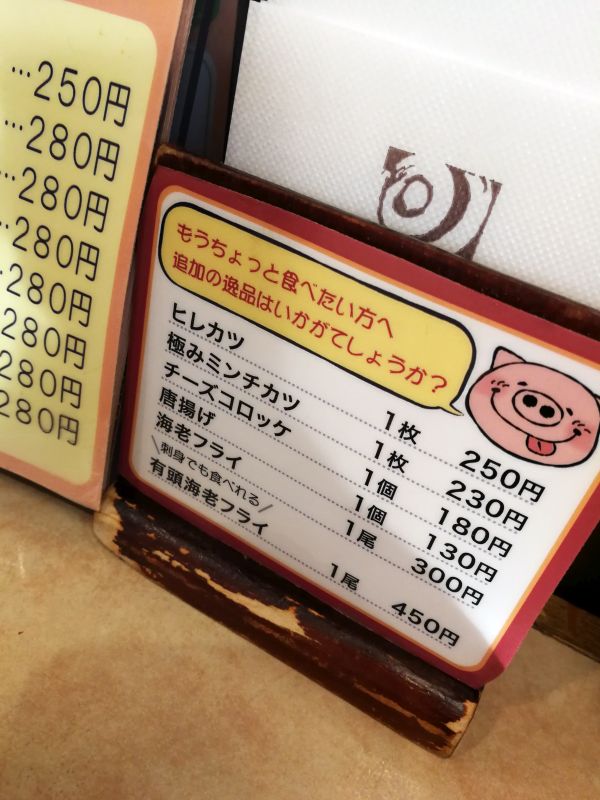 …250円
…280円
…280円
…280円
280円
280円
280円
280円
もうちょっと食べたい方へ
追加の逸品はいかがでしょうか？
ヒレカツ 1枚 250円
極みミンチカツ 1枚 230円
チーズコロッケ 1個 180円
唐揚げ 1個 130円
海老フライ 1尾 300円
\刺身でも食べれる/
有頭海老フライ 1尾 450円